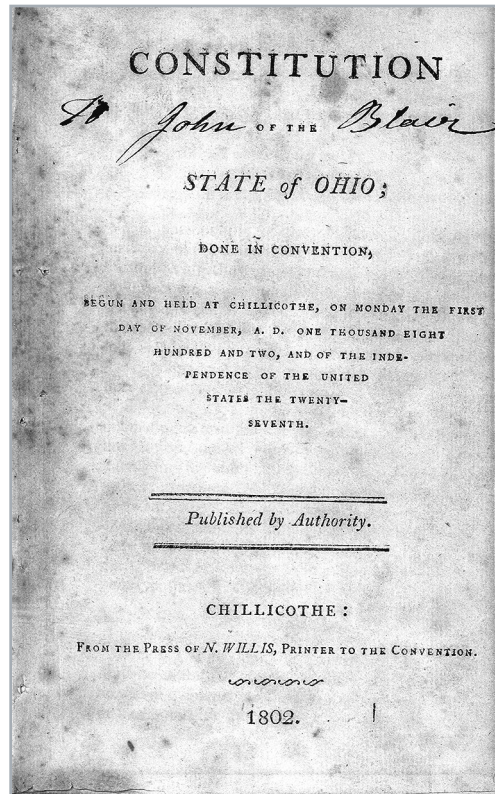 CONSTITUTION
To John OF THE Blair
STATE of OHIO;
DONE IN CONVENTION,
BEGUN AND HELD AT CHILLICOTHE, ON MONDAY THE FIRST
DAY OF NOVEMBER, A. D. ONE THOUSAND EIGHT
HUNDRED AND TWO, AND OF THE INDE-
PENDENCE OF THE UNITED
STATES THE TWENTY-
SEVENTH.
Published by Authority.
CHILLICOTHE:
FROM THE PRESS OF N. WILLIS, PRINTER TO THE CONVENTION.
1802.